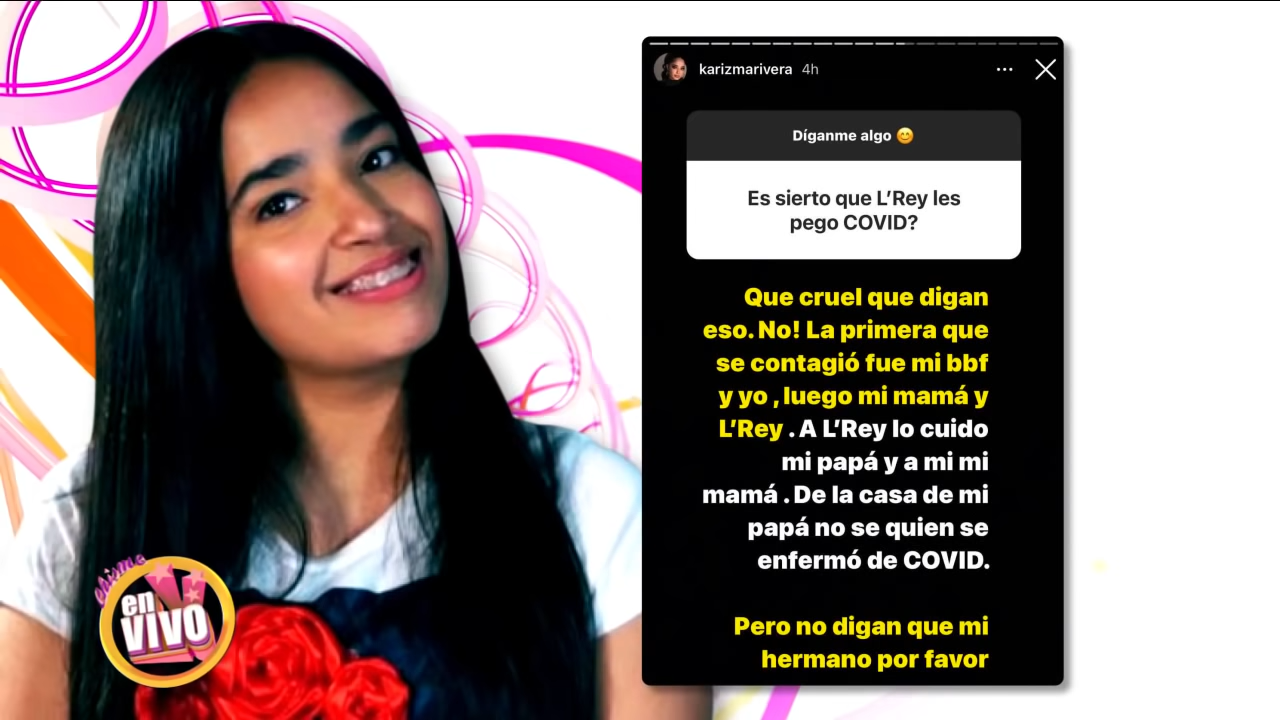 karizmarivera 4h
Díganme algo 😊
Es sierto que L'Rey les
pego COVID?
Que cruel que digan
eso. No! La primera que
se contagió fue mi bbf
y yo , luego mi mamá y
L'Rey . A L'Rey lo cuido
mi papá y a mi mi
mamá . De la casa de mi
papá no se quien se
enfermó de COVID.
Pero no digan que mi
hermano por favor
chisme
en
VIVO